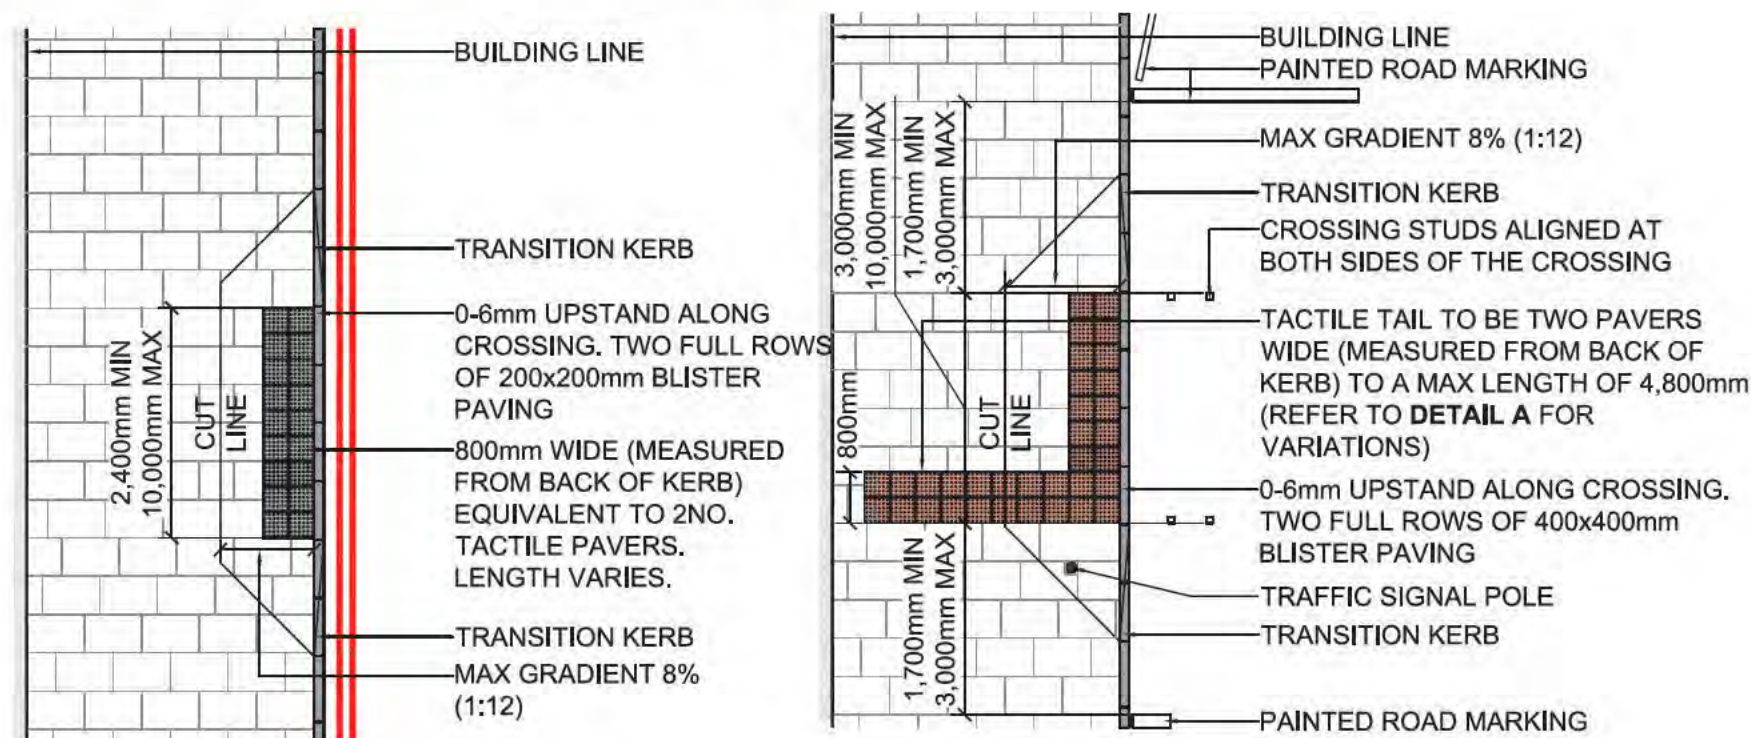 BUILDING LINE
TRANSITION KERB
0-6mm UPSTAND ALONG
CROSSING. TWO FULL ROWS
OF 200x200mm BLISTER
PAVING
2,400mm MIN
10,000mm MAX
CUT
LINE
800mm WIDE (MEASURED
FROM BACK OF KERB)
EQUIVALENT TO 2NO.
TACTILE PAVERS.
LENGTH VARIES.
TRANSITION KERB
MAX GRADIENT 8%
(1:12)
BUILDING LINE
PAINTED ROAD MARKING
3,000mm MIN
10,000mm MAX
1,700mm MIN
3,000mm MAX
MAX GRADIENT 8% (1:12)
TRANSITION KERB
CROSSING STUDS ALIGNED AT
BOTH SIDES OF THE CROSSING
TACTILE TAIL TO BE TWO PAVERS
WIDE (MEASURED FROM BACK OF
KERB) TO A MAX LENGTH OF 4,800mm
(REFER TO DETAIL A FOR
VARIATIONS)
800mm
CUT
LINE
0-6mm UPSTAND ALONG CROSSING.
TWO FULL ROWS OF 400x400mm
BLISTER PAVING
1,700mm MIN
3,000mm MAX
TRAFFIC SIGNAL POLE
TRANSITION KERB
PAINTED ROAD MARKING